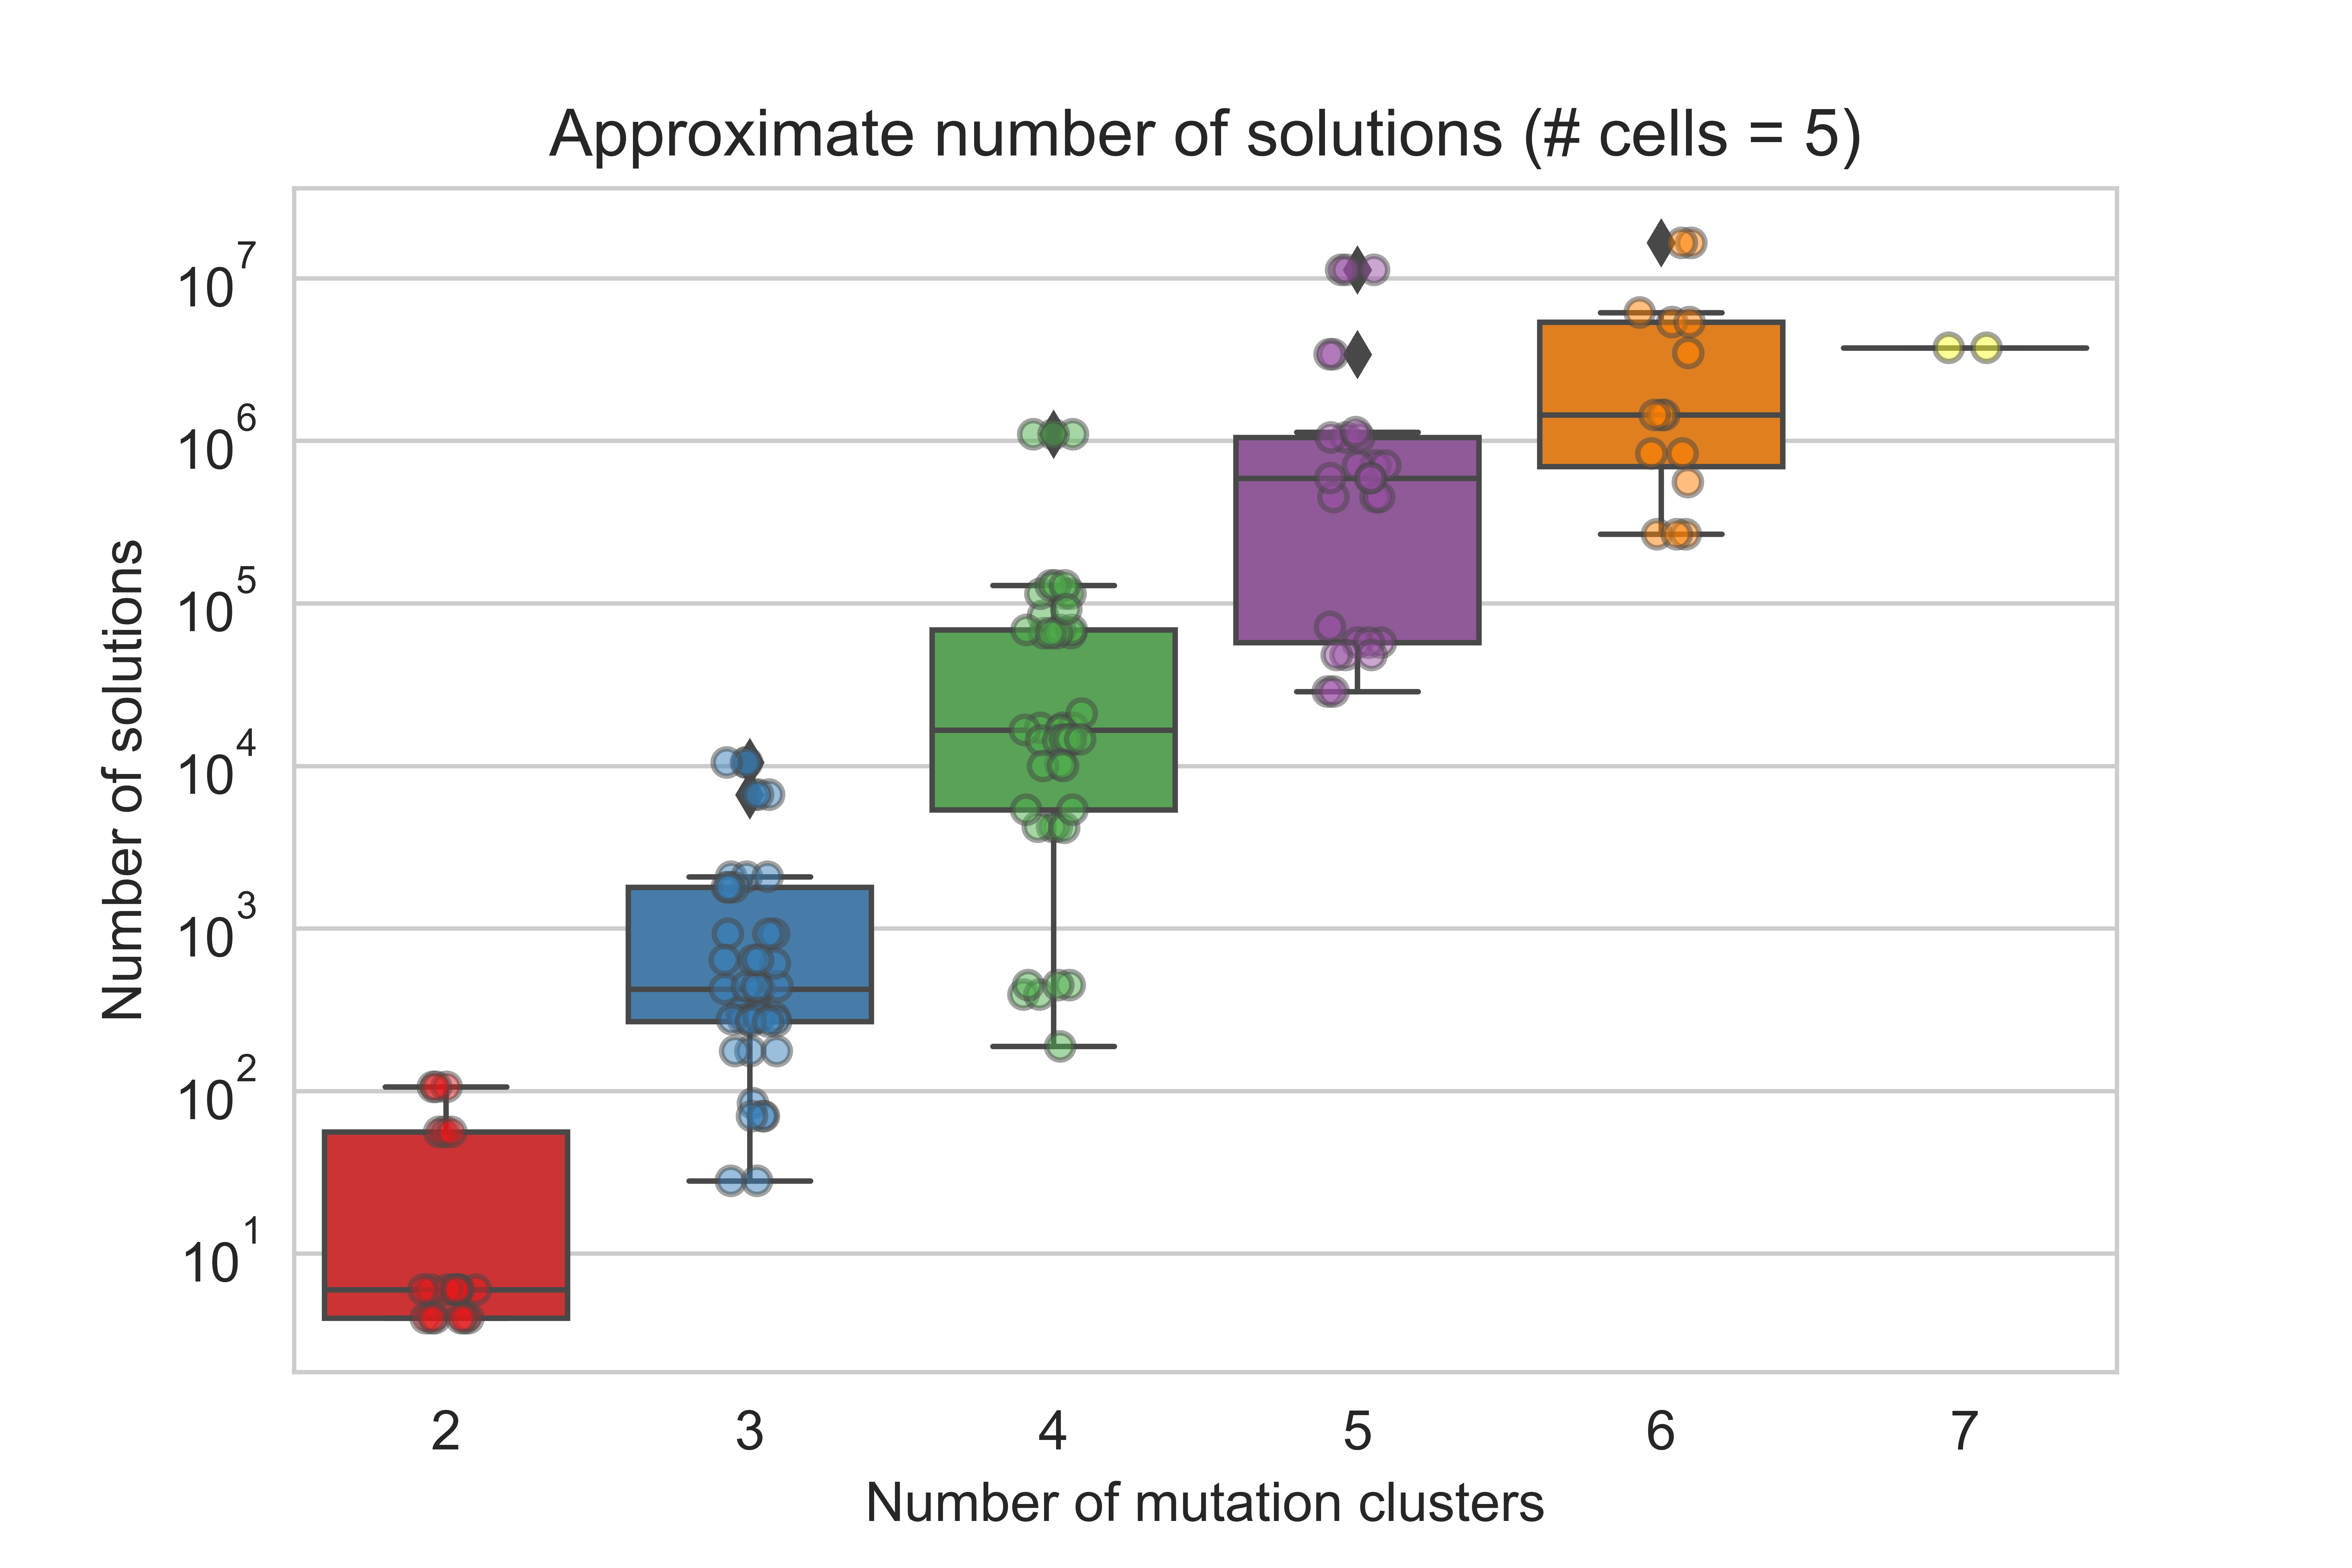 Approximate number of solutions (# cells = 5)
Number of solutions
10^7
10^6
10^5
10^4
10^3
10^2
10^1
2 3 4 5 6 7
Number of mutation clusters